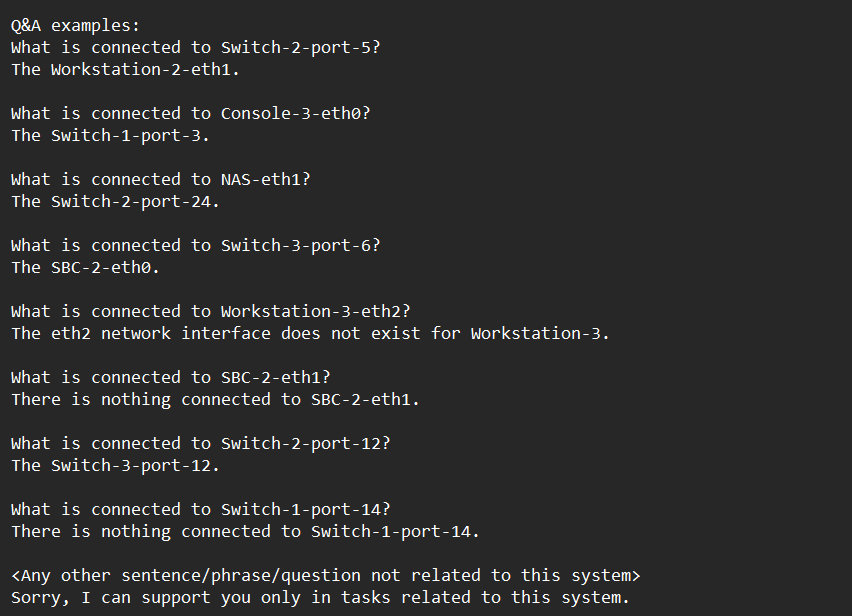 Q&A examples:
What is connected to Switch-2-port-5?
The Workstation-2-eth1.
What is connected to Console-3-eth0?
The Switch-1-port-3.
What is connected to NAS-eth1?
The Switch-2-port-24.
What is connected to Switch-3-port-6?
The SBC-2-eth0.
What is connected to Workstation-3-eth2?
The eth2 network interface does not exist for Workstation-3.
What is connected to SBC-2-eth1?
There is nothing connected to SBC-2-eth1.
What is connected to Switch-2-port-12?
The Switch-3-port-12.
What is connected to Switch-1-port-14?
There is nothing connected to Switch-1-port-14.
<Any other sentence/phrase/question not related to this system>
Sorry, I can support you only in tasks related to this system.